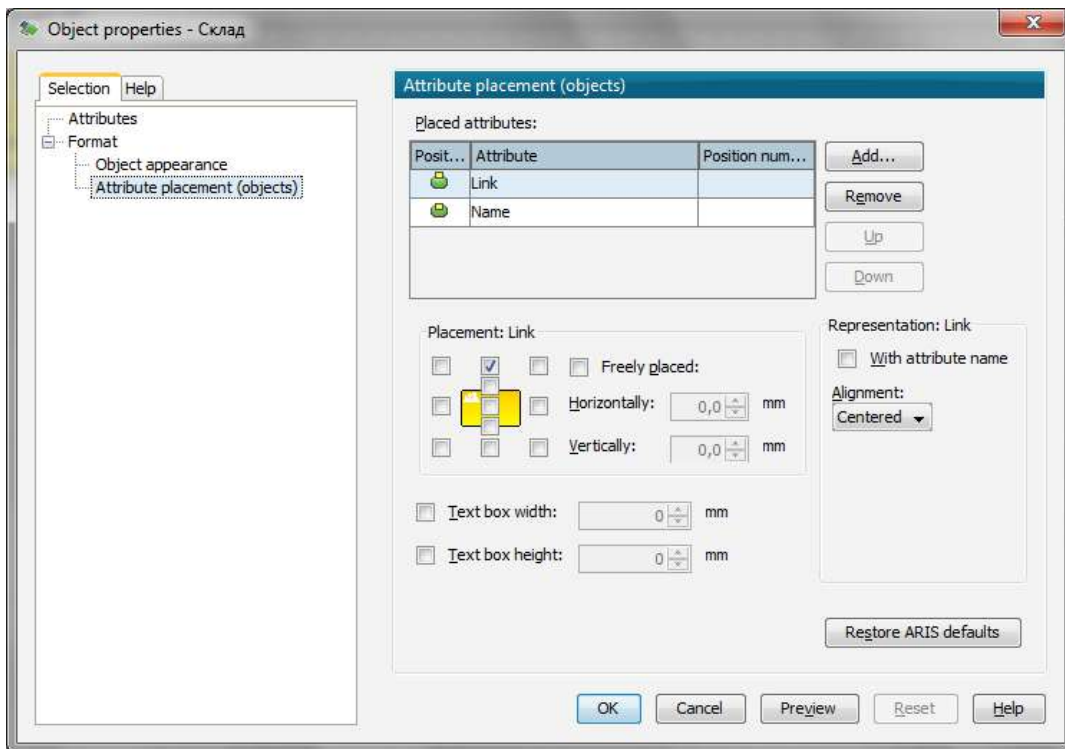 Object properties - Склад
Selection
Help
Attributes
Format
Object appearance
Attribute placement (objects)
Attribute placement (objects)
Placed attributes:
Posit... Attribute Position num...
Link
Name
Add...
Remove
Up
Down
Placement: Link
Freely placed:
Horizontally: 0,0 mm
Vertically: 0,0 mm
Representation: Link
With attribute name
Alignment:
Centered
Text box width: 0 mm
Text box height: 0 mm
Restore ARIS defaults
OK Cancel Preview Reset Help